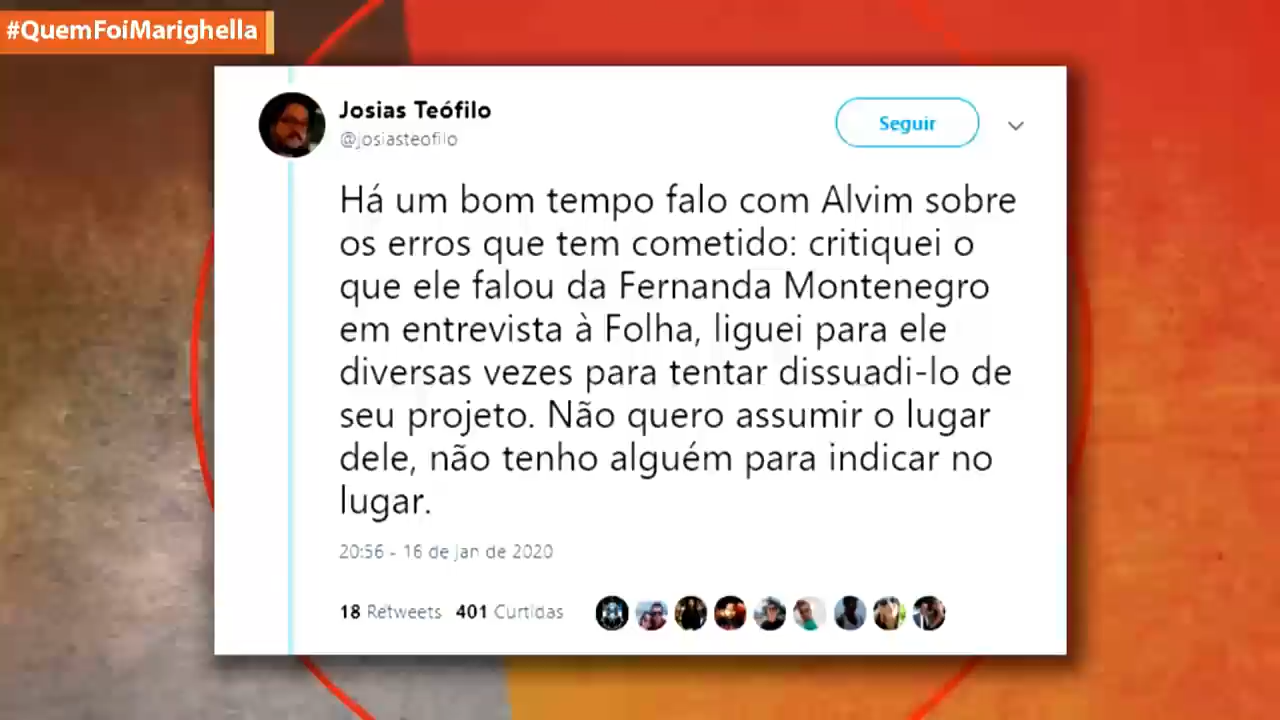 #QuemFoiMarighella
Josias Teófilo
@josiasteofilo
Seguir
Há um bom tempo falo com Alvim sobre
os erros que tem cometido: critiquei o
que ele falou da Fernanda Montenegro
em entrevista à Folha, liguei para ele
diversas vezes para tentar dissuadi-lo de
seu projeto. Não quero assumir o lugar
dele, não tenho alguém para indicar no
lugar.
20:56 - 16 de jan de 2020
18 Retweets 401 Curtidas